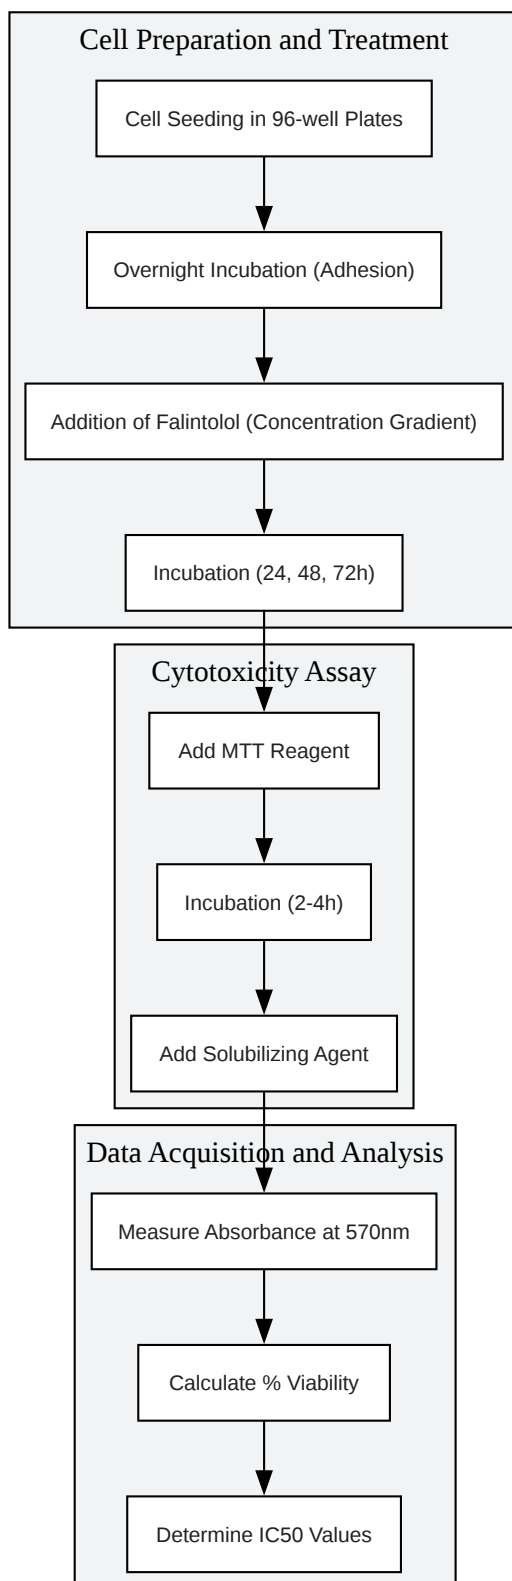 Cell Preparation and Treatment
Cell Seeding in 96-well Plates
Overnight Incubation (Adhesion)
Addition of Falintolol (Concentration Gradient)
Incubation (24, 48, 72h)
Cytotoxicity Assay
Add MTT Reagent
Incubation (2-4h)
Add Solubilizing Agent
Data Acquisition and Analysis
Measure Absorbance at 570nm
Calculate % Viability
Determine IC50 Values